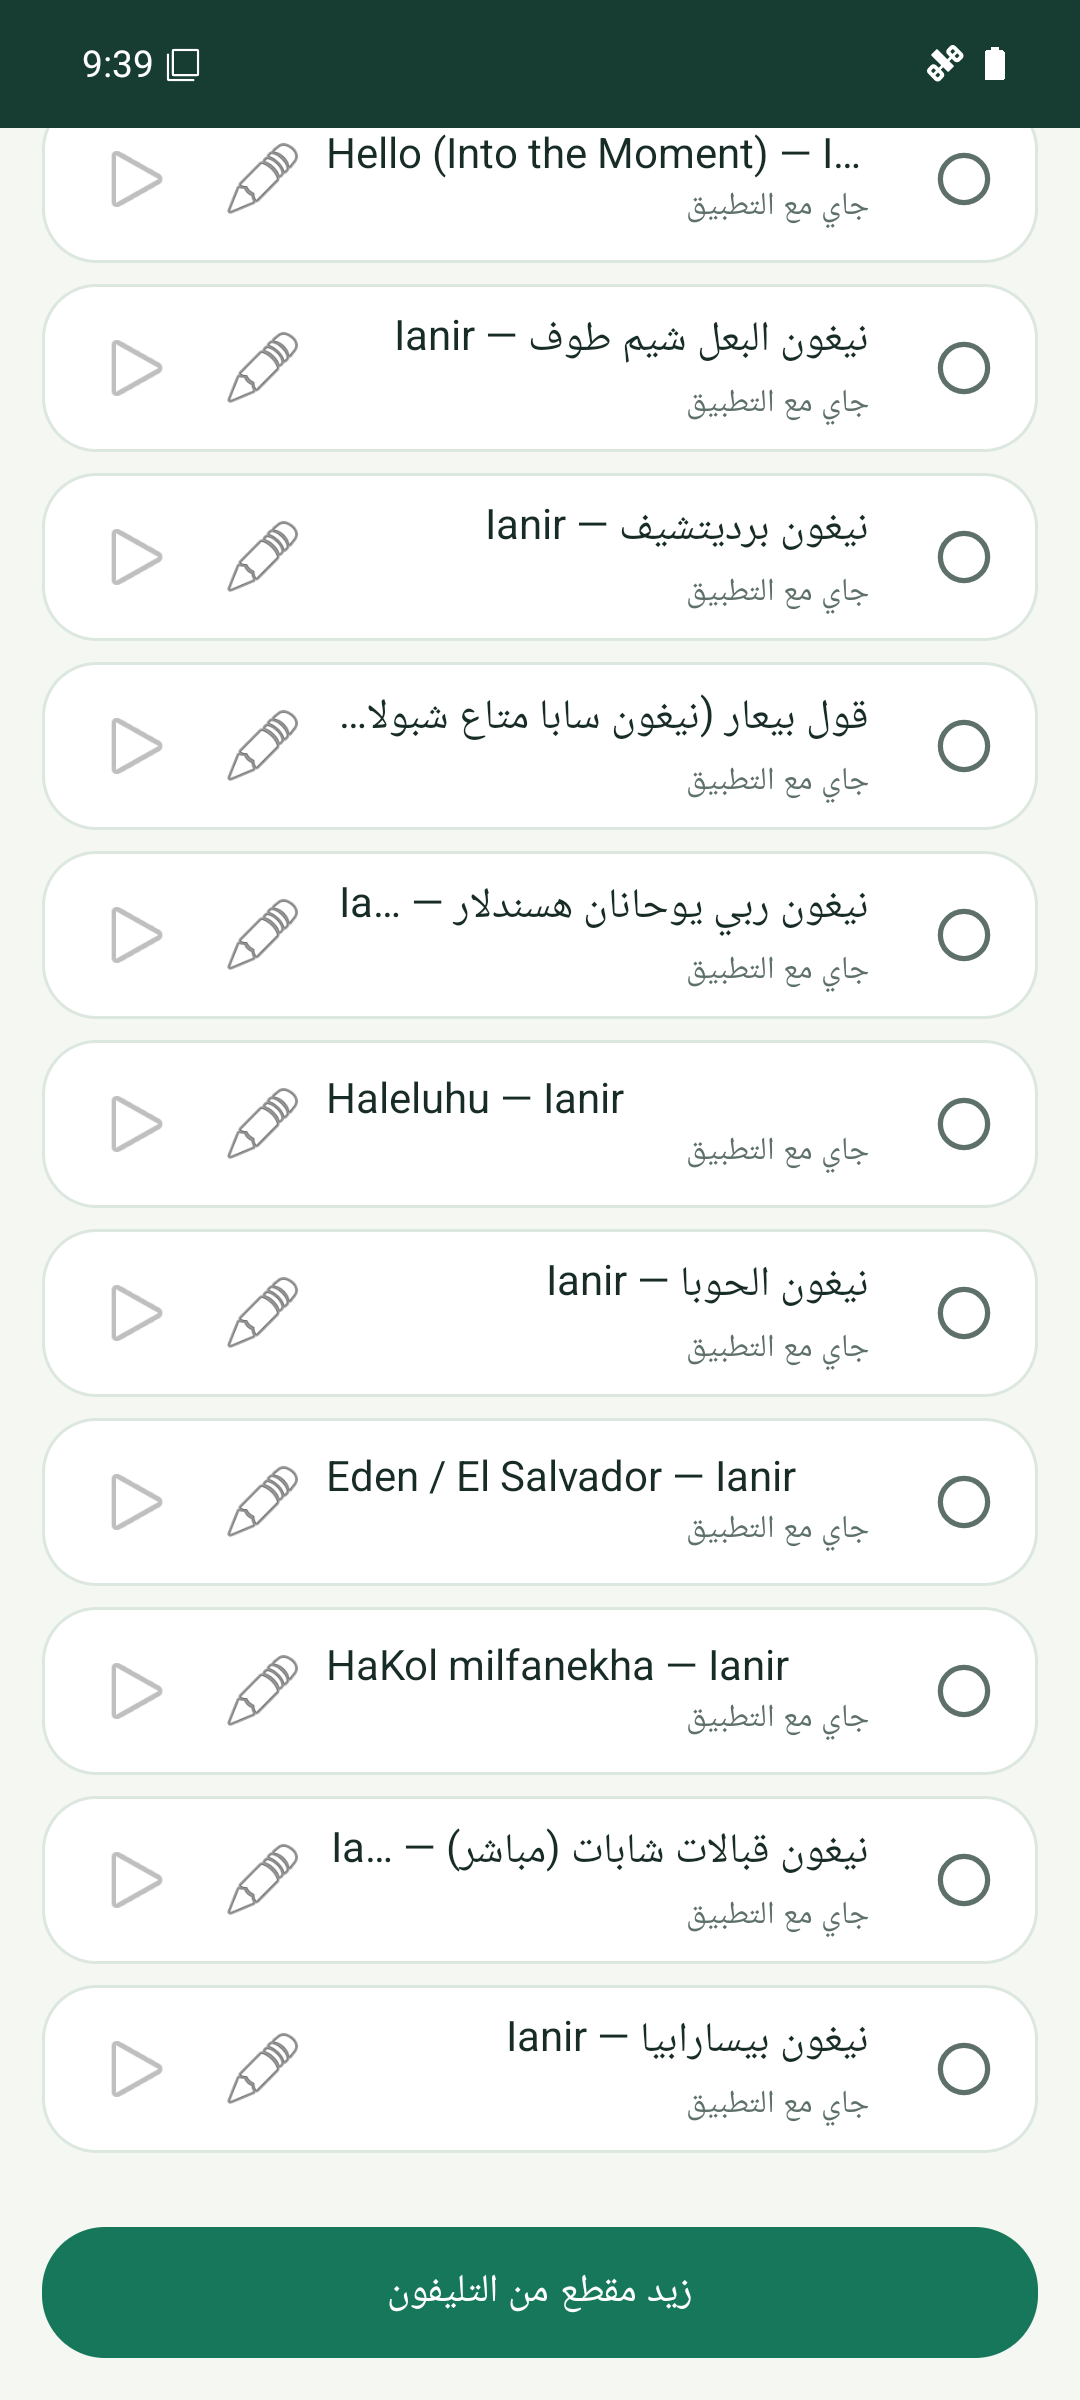 9:39
Hello (Into the Moment) — I...
جاي مع التطبيق
نيغون البعل شيم طوف — Ianir
جاي مع التطبيق
نيغون برديتشيف — Ianir
جاي مع التطبيق
قول بيعار (نيغون سابا متاع شبولا...
جاي مع التطبيق
نيغون ربي يوحانان هسندلار — Ia...
جاي مع التطبيق
Haleluhu — Ianir
جاي مع التطبيق
نيغون الحوبا — Ianir
جاي مع التطبيق
Eden / El Salvador — Ianir
جاي مع التطبيق
HaKol milfanekha — Ianir
جاي مع التطبيق
نيغون قبالات شابات (مباشر) — Ia...
جاي مع التطبيق
نيغون بيسارابيا — Ianir
جاي مع التطبيق
زيد مقطع من التليفون